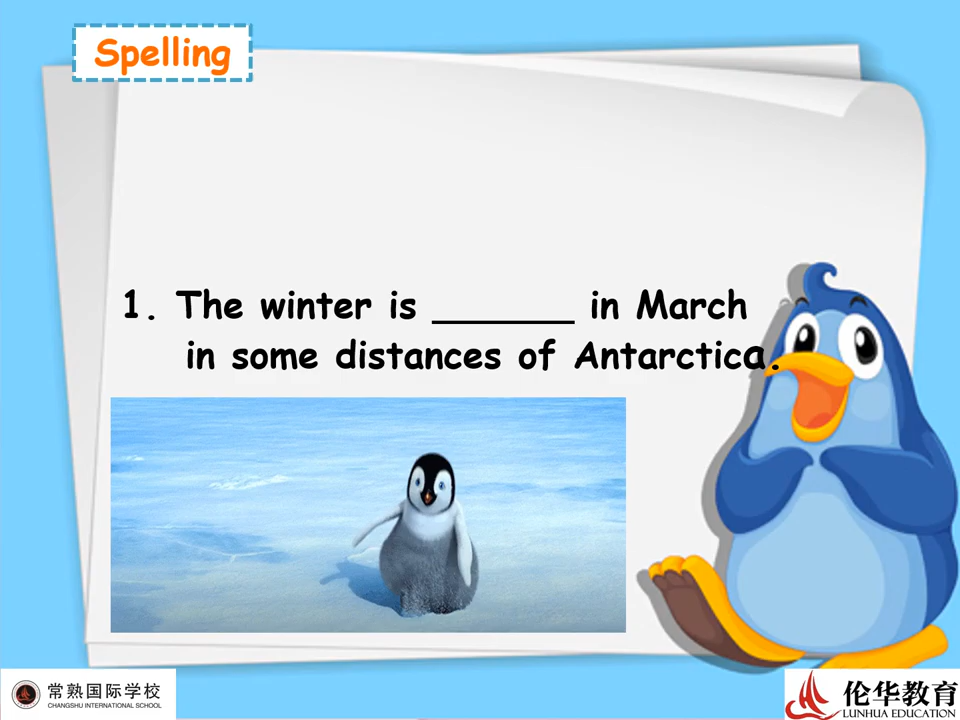 Spelling
1. The winter is ______ in March
in some distances of Antarctica.
常熟国际学校
CHANGSHU INTERNATIONAL SCHOOL
伦华教育
LUNHUA EDUCATION